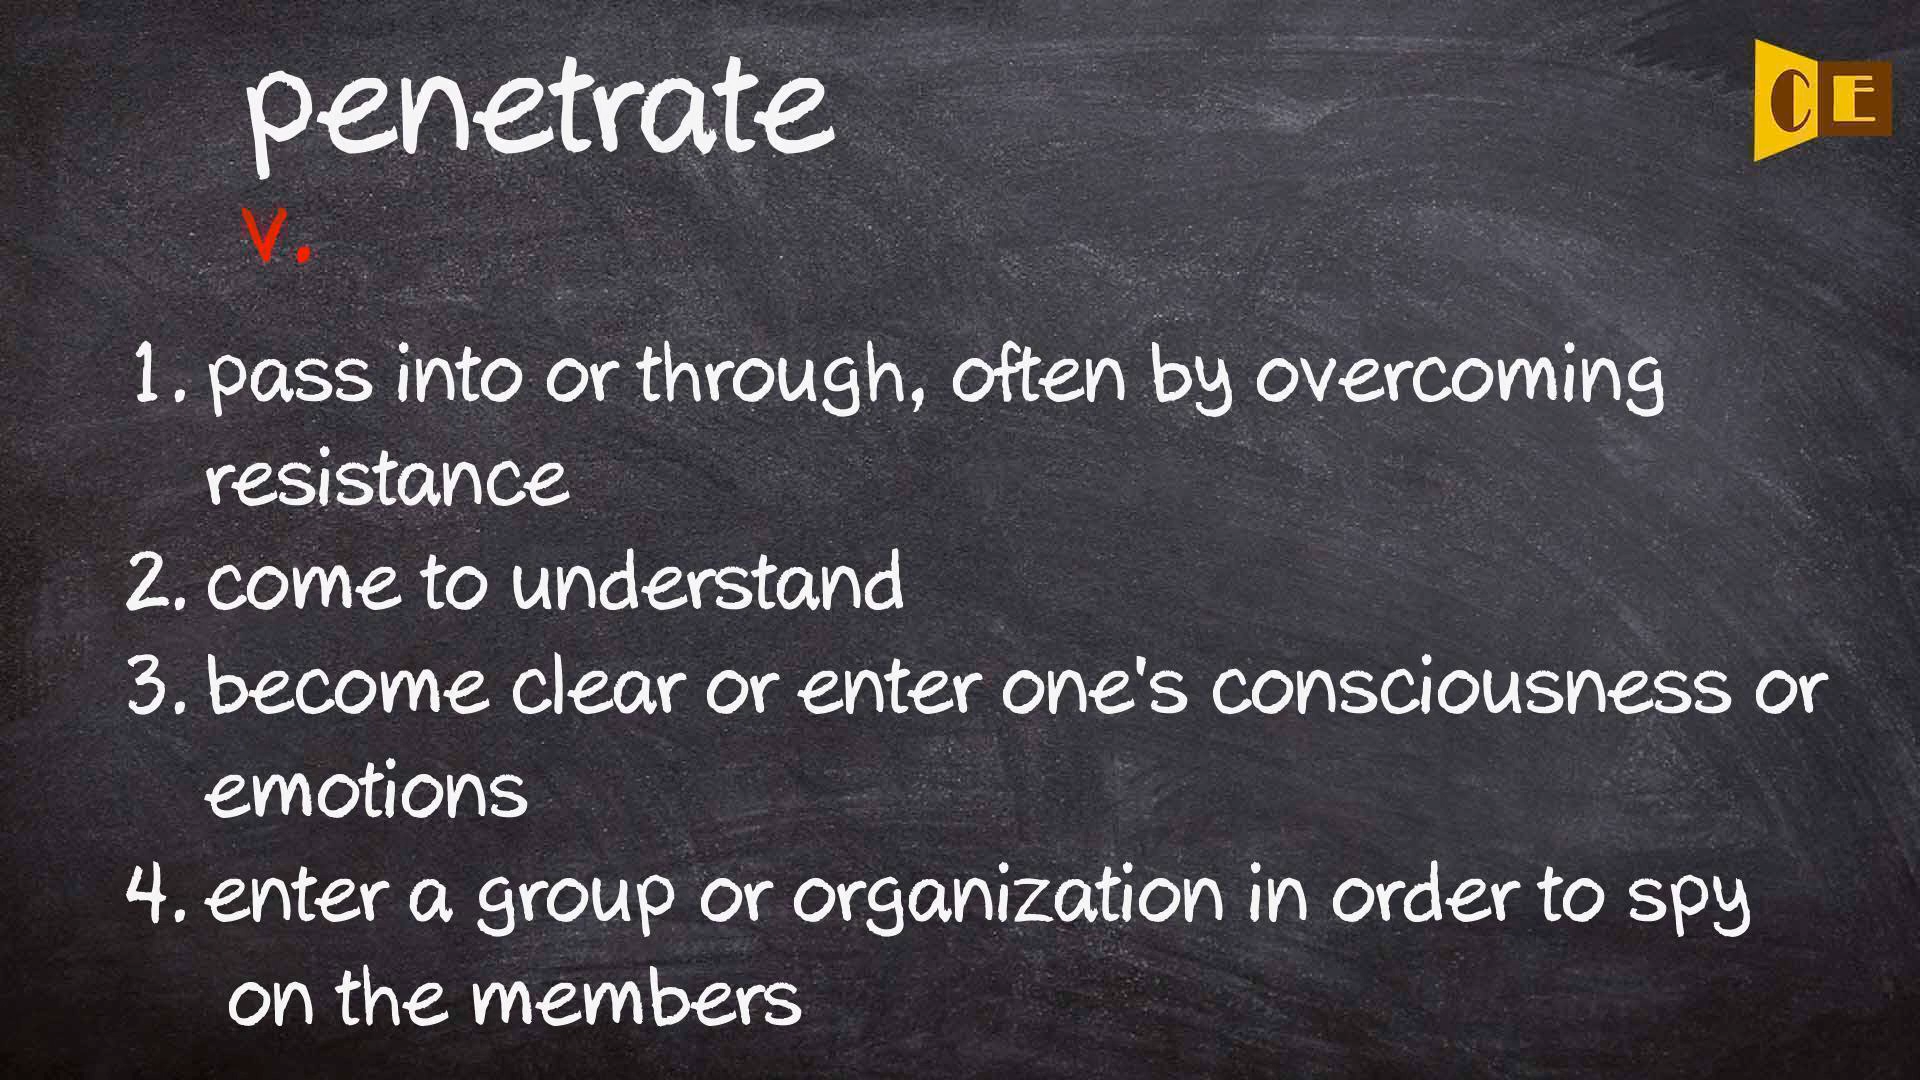 penetrate
CE
v.
1. pass into or through, often by overcoming
resistance
2. come to understand
3. become clear or enter one's consciousness or
emotions
4. enter a group or organization in order to spy
on the members